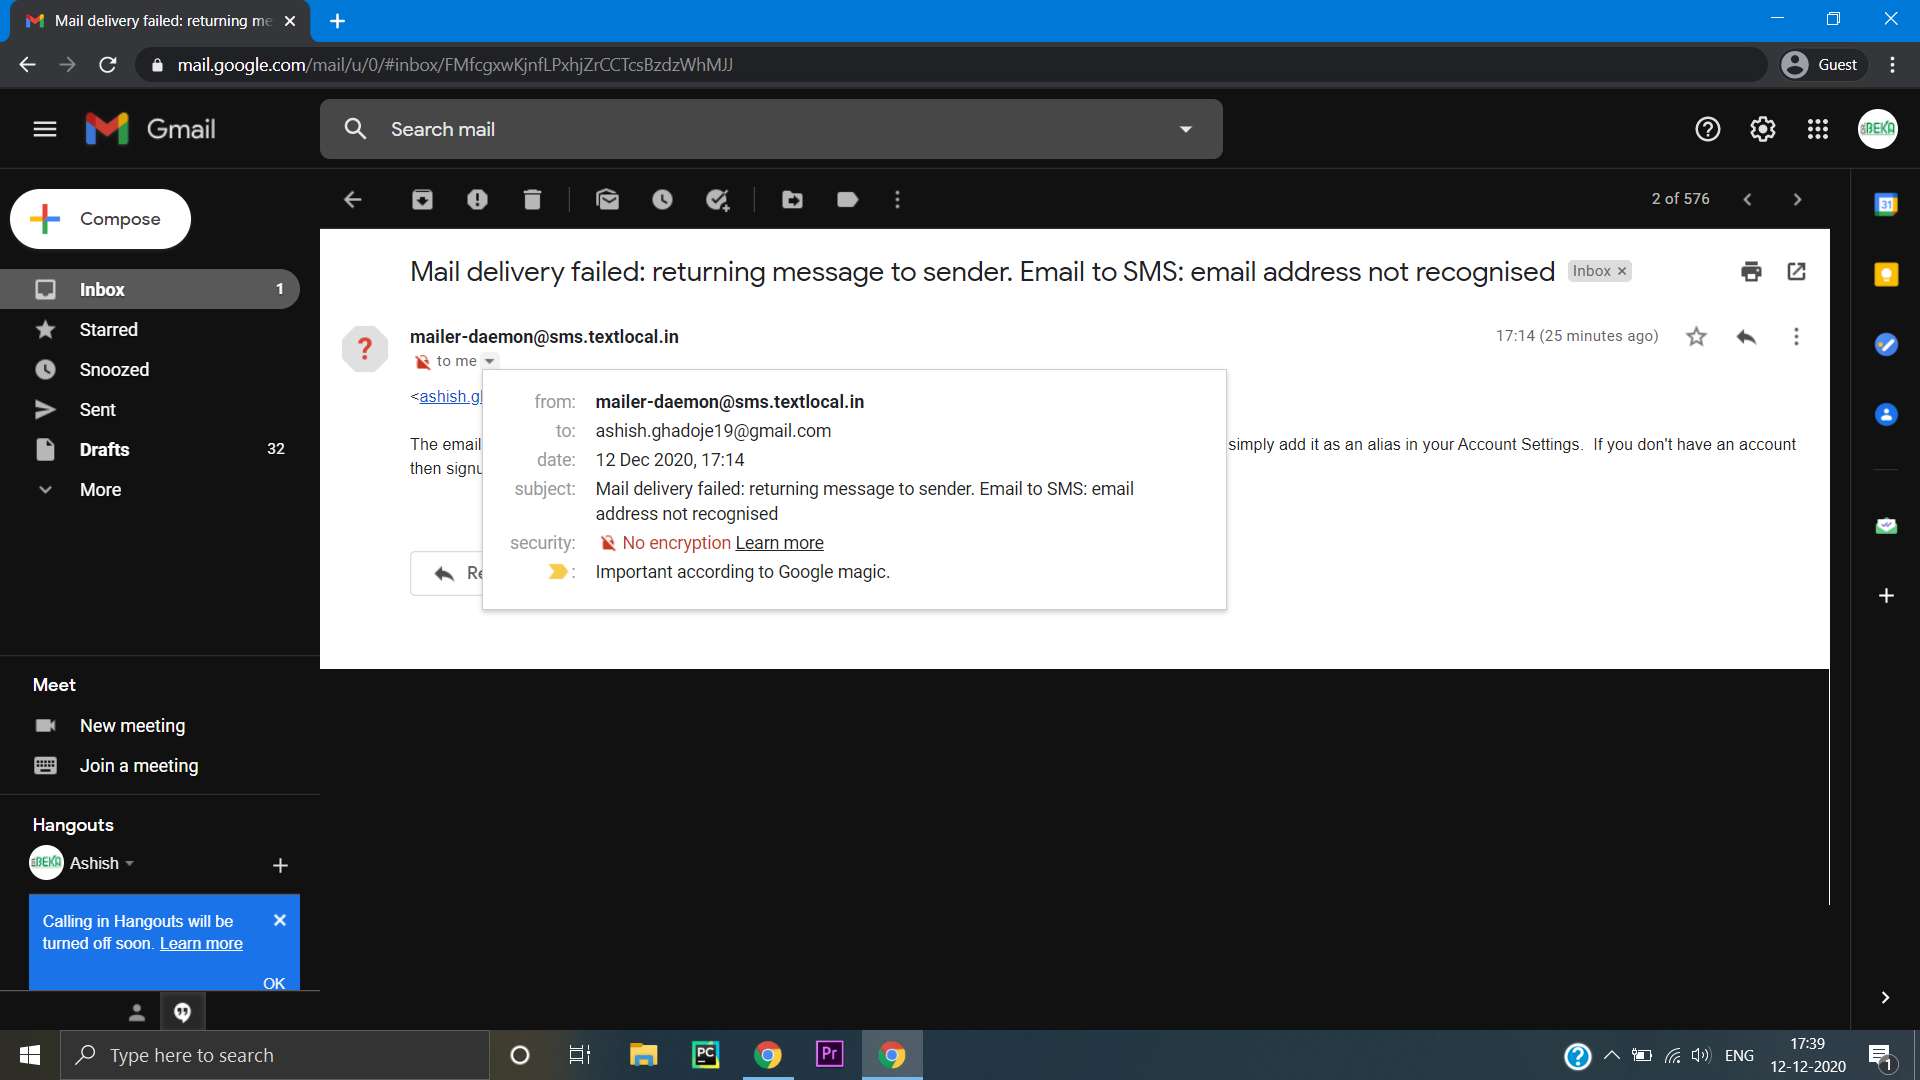 Mail delivery failed: returning me
mail.google.com/mail/u/0/#inbox/FMfcgxwKjnfLPxhjZrCCTcsBzdzWhMJJ
Guest
Gmail
Search mail
BEKA
Compose
2 of 576
31
Inbox 1
Starred
Snoozed
Sent
Drafts 32
More
Mail delivery failed: returning message to sender. Email to SMS: email address not recognised
Inbox ×
?
mailer-daemon@sms.textlocal.in
17:14 (25 minutes ago)
to me
<ashish.gl
from: mailer-daemon@sms.textlocal.in
to: ashish.ghadoje19@gmail.com
date: 12 Dec 2020, 17:14
subject: Mail delivery failed: returning message to sender. Email to SMS: email
address not recognised
security: No encryption Learn more
: Important according to Google magic.
The email
simply add it as an alias in your Account Settings. If you don't have an account
then signu
Re
Meet
New meeting
Join a meeting
Hangouts
BEKA
Ashish
Calling in Hangouts will be
turned off soon. Learn more
OK
Type here to search
PC
Pr
ENG
17:39
12-12-2020
1